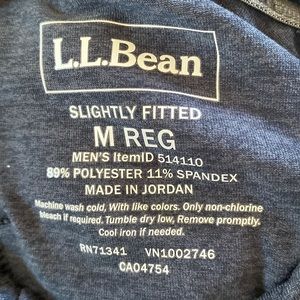 L.L.Bean
SLIGHTLY FITTED
M REG
MEN'S ItemID 514110
89% POLYESTER 11% SPANDEX
MADE IN JORDAN
Machine wash cold, With like colors. Only non-chlorine
bleach if required. Tumble dry low, Remove promptly.
Cool iron if needed.
RN71341 VN1002746
CA04754